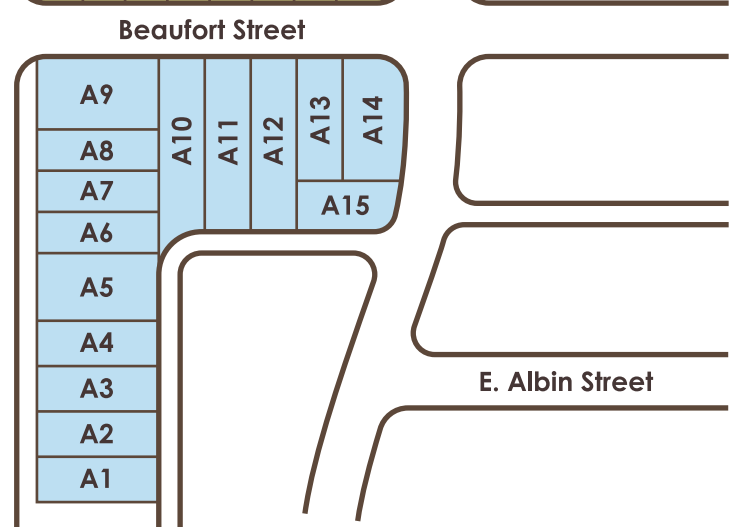 Beaufort Street
A9
A8
A7
A6
A5
A4
A3
A2
A1
A10
A11
A12
A13
A14
A15
E. Albin Street